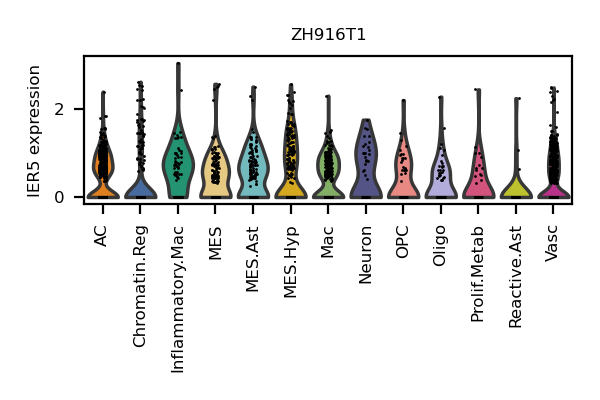 ZH916T1
IER5 expression
2
0
AC
Chromatin.Reg
Inflammatory.Mac
MES
MES.Ast
MES.Hyp
Mac
Neuron
OPC
Oligo
Prolif.Metab
Reactive.Ast
Vasc